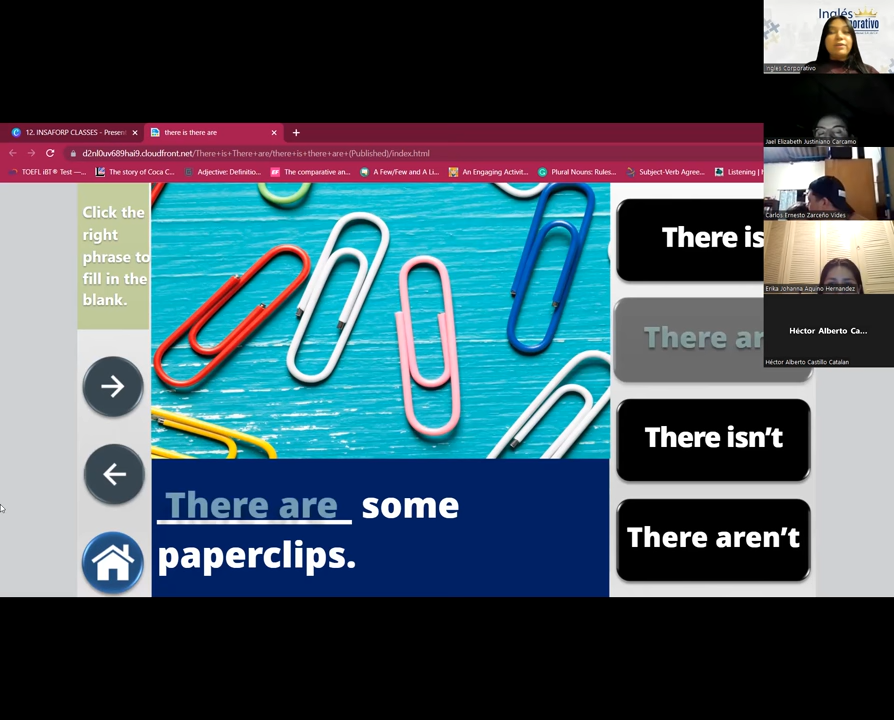 12. INSAFORP CLASSES - Present
there is there are
d2nl0uv689hai9.cloudfront.net/There+is+There+are/there+is+there+are+(Published)/index.html
TOEFL iBT® Test —...
The story of Coca C...
Adjective: Definitio...
The comparative an...
A Few/Few and A Li...
An Engaging Activit...
Plural Nouns: Rules...
Subject-Verb Agree...
Listening |
Click the
right
phrase to
fill in the
blank.
There are some
paperclips.
There is
There ar
There isn't
There aren't
Inglés
porativo
Inglés Corporativo
Jael Elizabeth Justiniano Carcamo
Carlos Ernesto Zarceño Vides
Erika Johanna Aquino Hernández
Héctor Alberto Ca...
Héctor Alberto Castillo Catalan